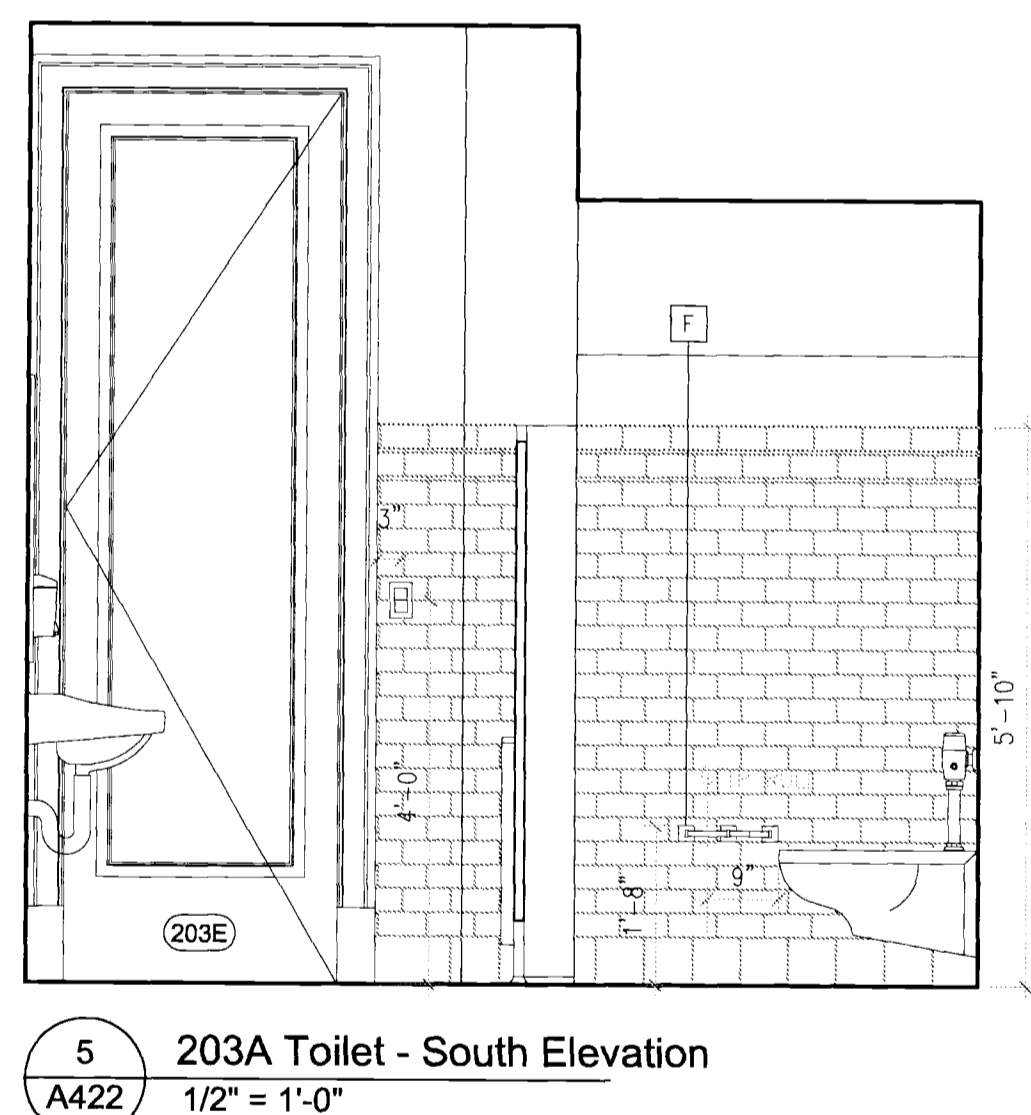 F
3"
5'-10"
4'-0"
9"
1'-8"
203E
5
203A Toilet - South Elevation
A422
1/2" = 1'-0"